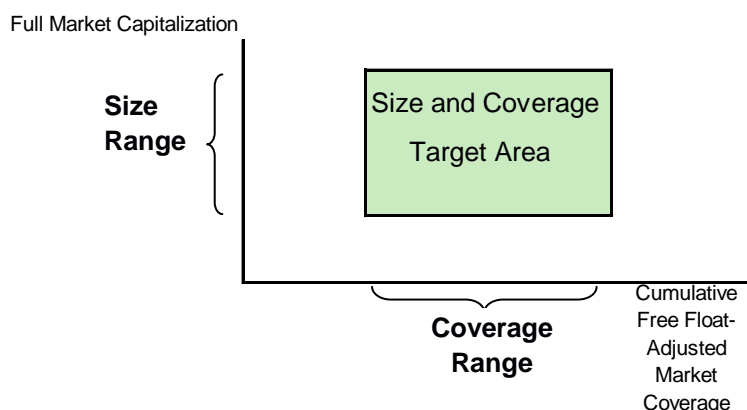 Full Market Capitalization
Size
Range
Size and Coverage
Target Area
Coverage
Range
Cumulative
Free Float-
Adjusted
Market
Coverage